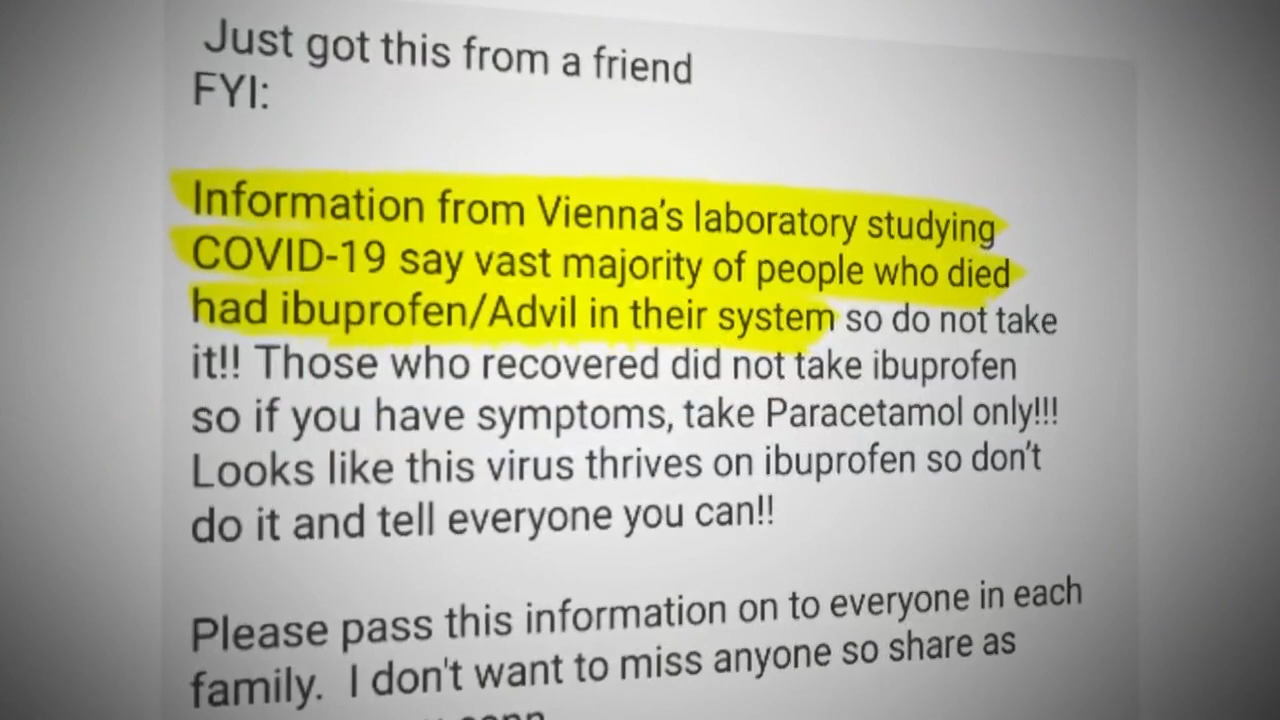 Just got this from a friend
FYI:
Information from Vienna's laboratory studying
COVID-19 say vast majority of people who died
had ibuprofen/Advil in their system so do not take
it!! Those who recovered did not take ibuprofen
so if you have symptoms, take Paracetamol only!!!
Looks like this virus thrives on ibuprofen so don't
do it and tell everyone you can!!
Please pass this information on to everyone in each
family.  I don't want to miss anyone so share as